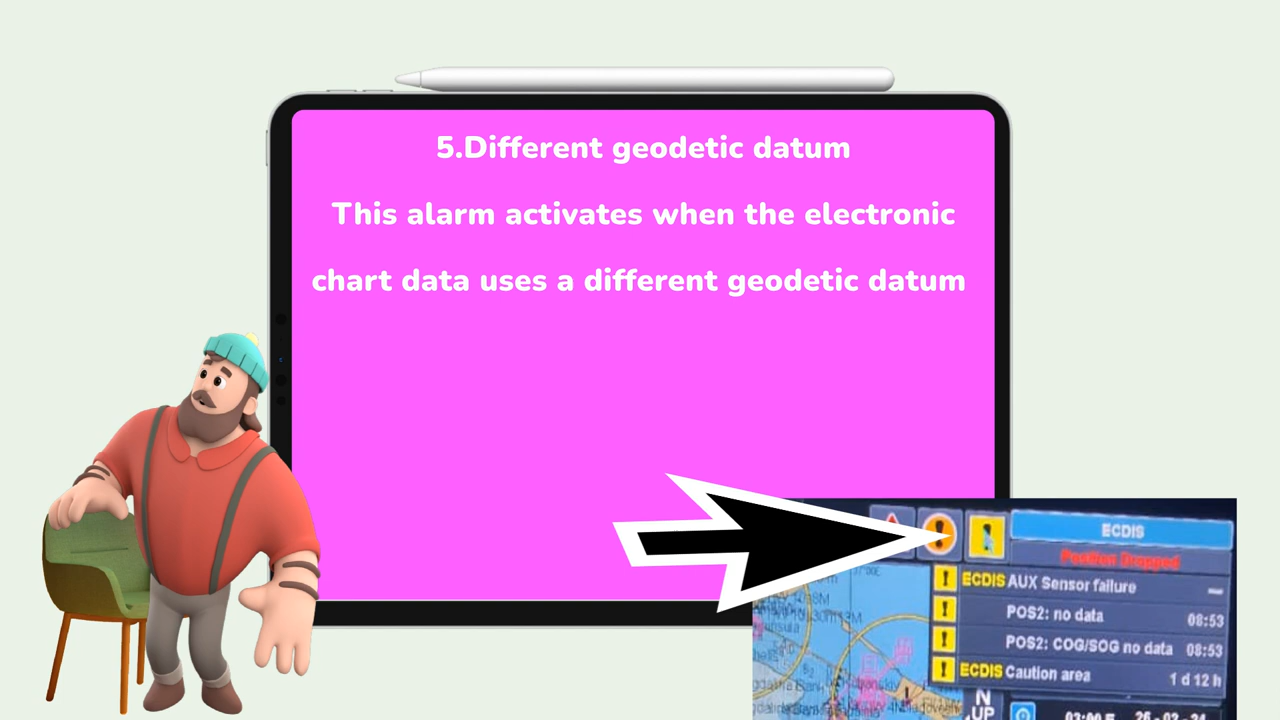 5.Different geodetic datum
This alarm activates when the electronic
chart data uses a different geodetic datum
ECDIS
Position Dropped
ECDIS AUX Sensor failure
POS2: no data 08:53
POS2: COG/SOG no data 08:53
ECDIS Caution area 1 d 12 h
N
UP